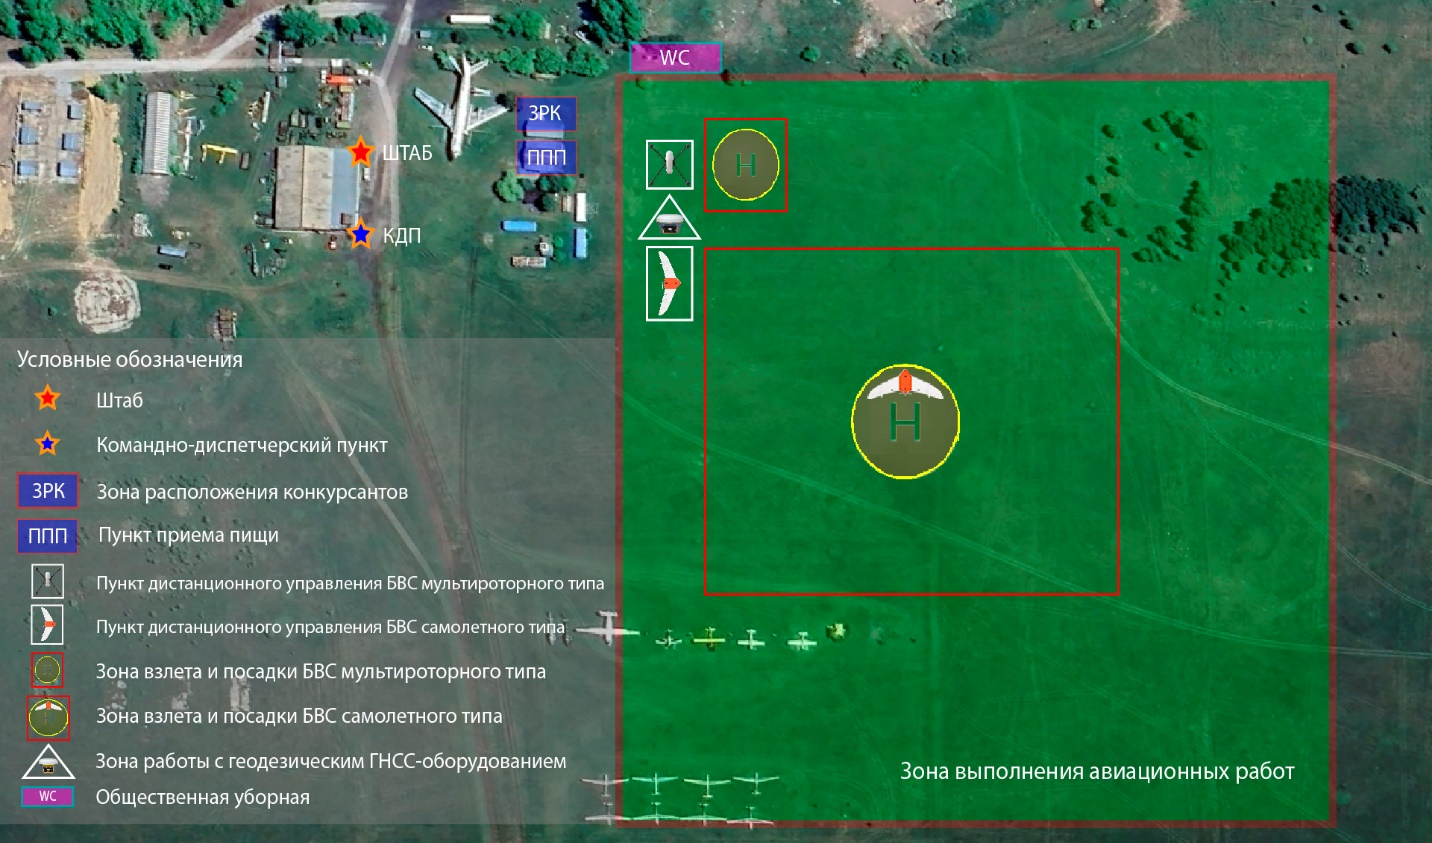 WC
ЗРК
ППП
ШТАБ
КДП
H
H
Условные обозначения
Штаб
Командно-диспетчерский пункт
ЗРК Зона расположения конкурсантов
ППП Пункт приема пищи
Пункт дистанционного управления БВС мультироторного типа
Пункт дистанционного управления БВС самолетного типа
Зона взлета и посадки БВС мультироторного типа
Зона взлета и посадки БВС самолетного типа
Зона работы с геодезическим ГНСС-оборудованием
WC Общественная уборная
Зона выполнения авиационных работ